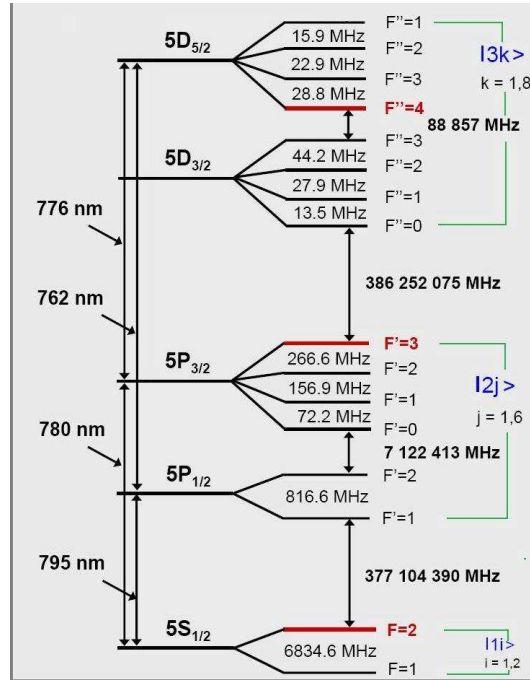 5D5/2
15.9 MHz
22.9 MHz
28.8 MHz
F''=1
F''=2
F''=3
F''=4
I3k>
k = 1,8
88 857 MHz
5D3/2
44.2 MHz
27.9 MHz
13.5 MHz
F''=3
F''=2
F''=1
F''=0
776 nm
762 nm
386 252 075 MHz
5P3/2
266.6 MHz
156.9 MHz
72.2 MHz
F'=3
F'=2
F'=1
F'=0
I2j>
j = 1,6
780 nm
7 122 413 MHz
5P1/2
816.6 MHz
F'=2
F'=1
795 nm
377 104 390 MHz
5S1/2
6834.6 MHz
F=2
F=1
I1i>
i = 1,2